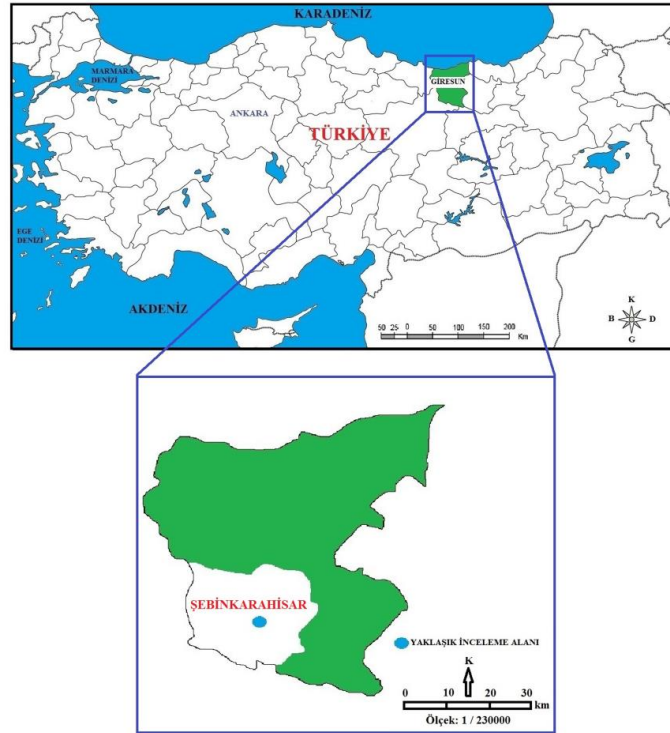 KARADENİZ
MARMARA
DENİZİ
GİRESUN
ANKARA
TÜRKİYE
EGE
DENİZİ
AKDENİZ
K
B D
G
50 25 0 50 100 150 200
Km
ŞEBİNKARAHİSAR
YAKLAŞIK İNCELEME ALANI
K
0 10 20 30
km
Ölçek: 1 / 230000